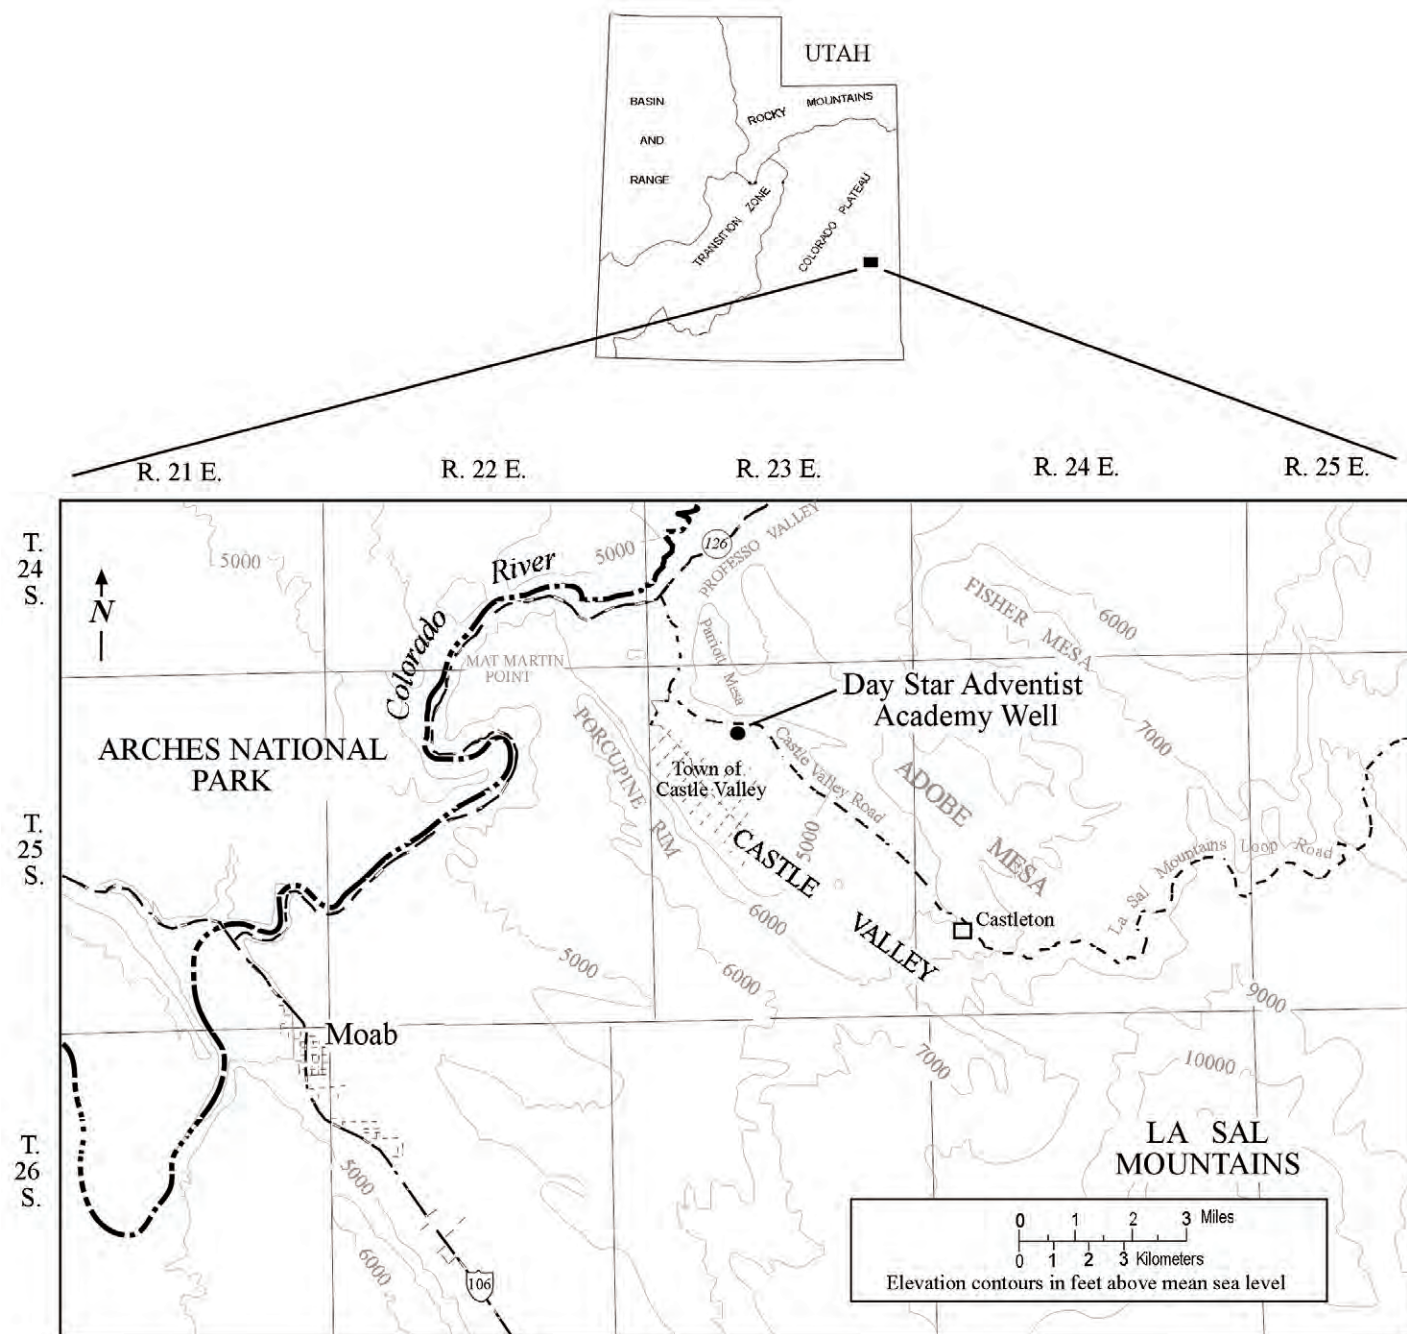 UTAH
BASIN
AND
RANGE
ROCKY MOUNTAINS
TRANSITION ZONE
COLORADO PLATEAU
R. 21 E.
R. 22 E.
R. 23 E.
R. 24 E.
R. 25 E.
T.
24
S.
T.
25
S.
T.
26
S.
N
5000
River
5000
126
PROFESSO VALLEY
Colorado
MAT MARTIN
POINT
Pariott Mesa
FISHER MESA
6000
7000
Day Star Adventist
Academy Well
ARCHES NATIONAL
PARK
PORCUPINE RIM
Town of
Castle Valley
Castle Valley Road
5000
ADOBE MESA
CASTLE VALLEY
La Sal Mountains Loop Road
Castleton
6000
5000
6000
9000
Moab
7000
10000
LA SAL
MOUNTAINS
5000
6000
106
0 1 2 3 Miles
0 1 2 3 Kilometers
Elevation contours in feet above mean sea level